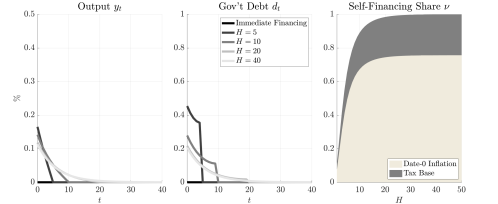 Output yₜ
0.5
0.4
0.3
0.2
0.1
0
%
0
10
20
30
40
t
Gov't Debt dₜ
1
0.8
0.6
0.4
0.2
0
0
10
20
30
40
t
Immediate Financing
H = 5
H = 10
H = 20
H = 40
Self-Financing Share ν
1
0.8
0.6
0.4
0.2
0
10
20
30
40
50
H
Date-0 Inflation
Tax Base